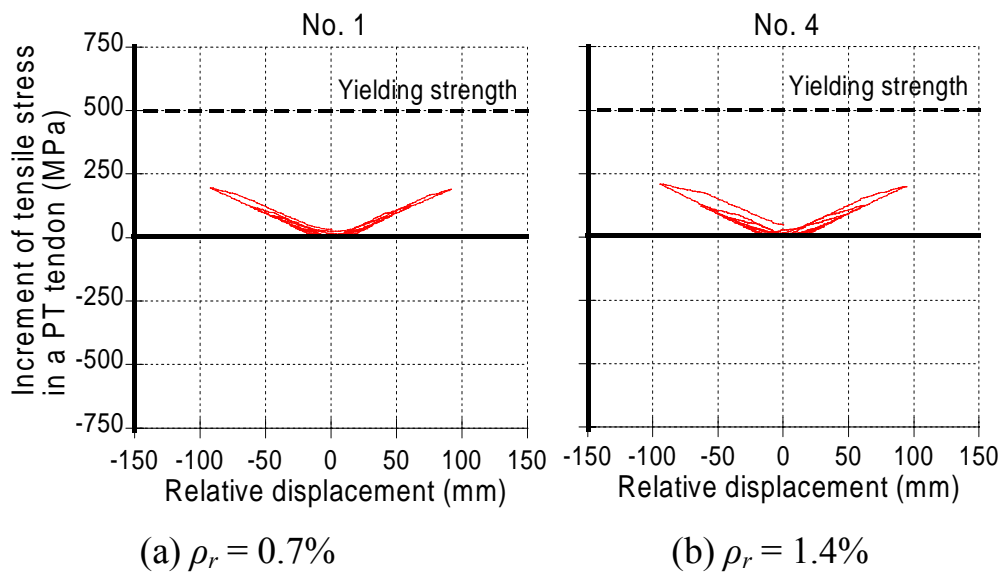 No. 1
No. 4
Increment of tensile stress
in a PT tendon (MPa)
750
500
250
0
-250
-500
-750
Yielding strength
Yielding strength
-150 -100 -50 0 50 100 150
-150 -100 -50 0 50 100 150
Relative displacement (mm)
Relative displacement (mm)
(a) ρr = 0.7%
(b) ρr = 1.4%